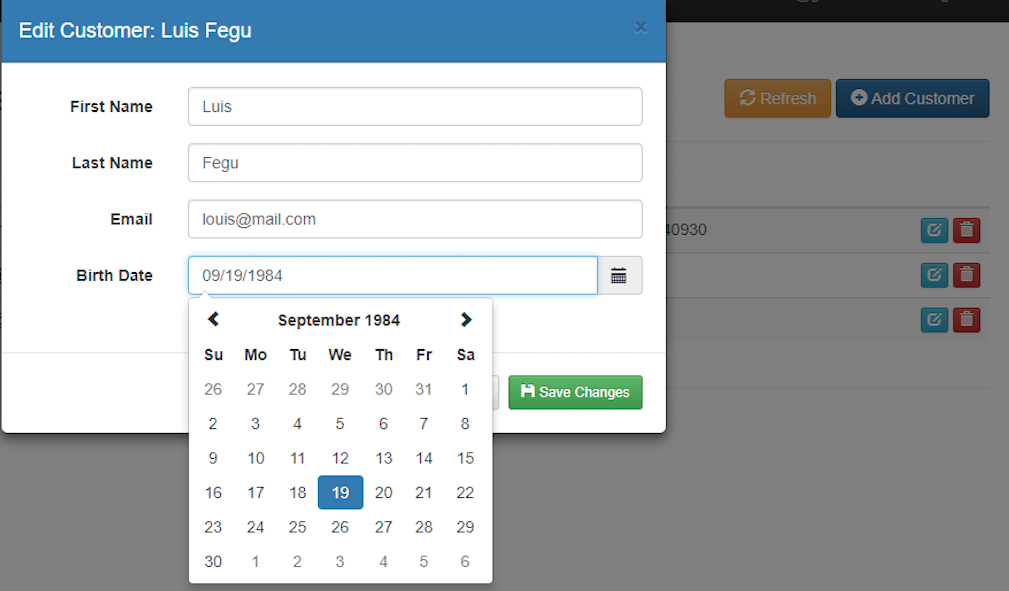 Edit Customer: Luis Fegu ×
Refresh Add Customer
First Name Luis
Last Name Fegu
Email louis@mail.com
40930
Birth Date 09/19/1984
September 1984
Su Mo Tu We Th Fr Sa
26 27 28 29 30 31 1
Save Changes
2 3 4 5 6 7 8
9 10 11 12 13 14 15
16 17 18 19 20 21 22
23 24 25 26 27 28 29
30 1 2 3 4 5 6